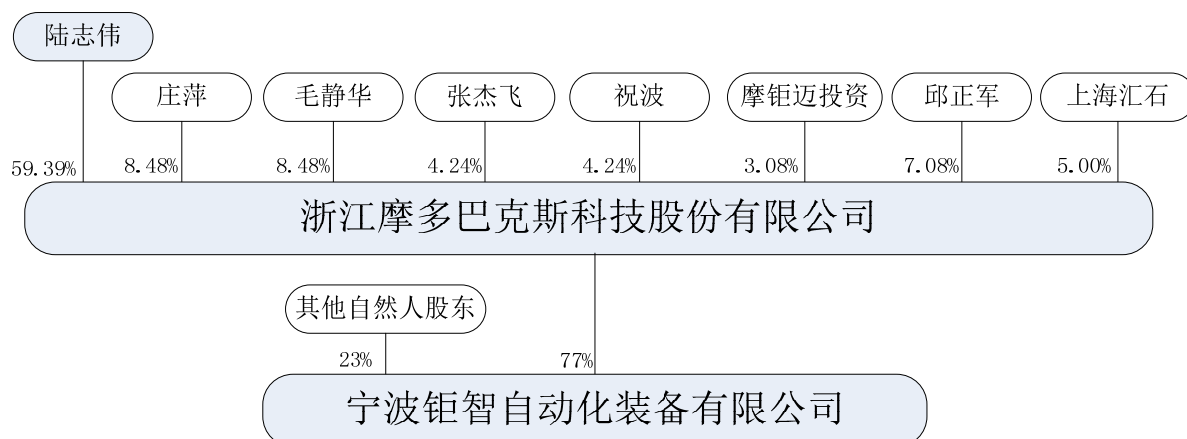 陆志伟
庄萍
毛静华
张杰飞
祝波
摩钜迈投资
邱正军
上海汇石
59.39%
8.48%
8.48%
4.24%
4.24%
3.08%
7.08%
5.00%
浙江摩多巴克斯科技股份有限公司
其他自然人股东
23%
77%
宁波钜智自动化装备有限公司